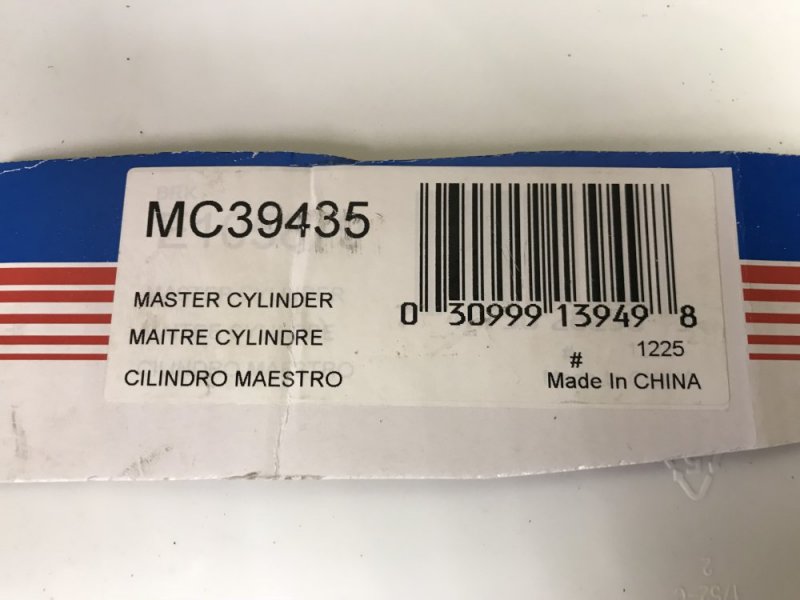 MC39435
MASTER CYLINDER
MAITRE CYLINDRE
CILINDRO MAESTRO
0 30999 13949 8
1225
#
Made In CHINA